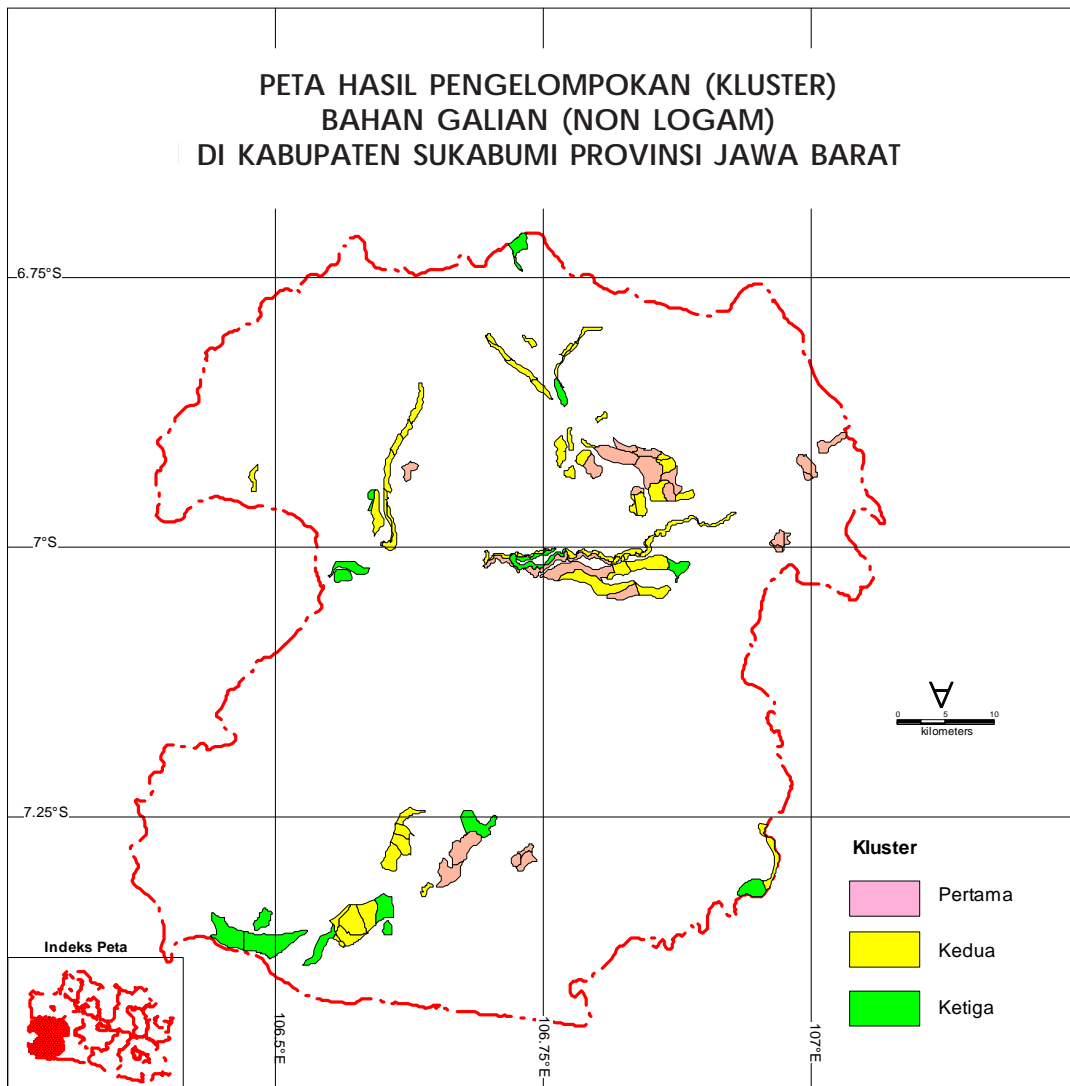 PETA HASIL PENGELOMPOKAN (KLUSTER)
BAHAN GALIAN (NON LOGAM)
DI KABUPATEN SUKABUMI PROVINSI JAWA BARAT
6.75°S
7°S
0 5 10
kilometers
7.25°S
Kluster
Pertama
Kedua
Ketiga
Indeks Peta
106.5°E
106.75°E
107°E